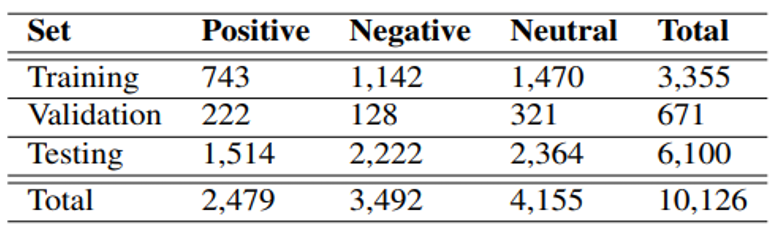 Set Positive Negative Neutral Total
Training 743 1,142 1,470 3,355
Validation 222 128 321 671
Testing 1,514 2,222 2,364 6,100
Total 2,479 3,492 4,155 10,126